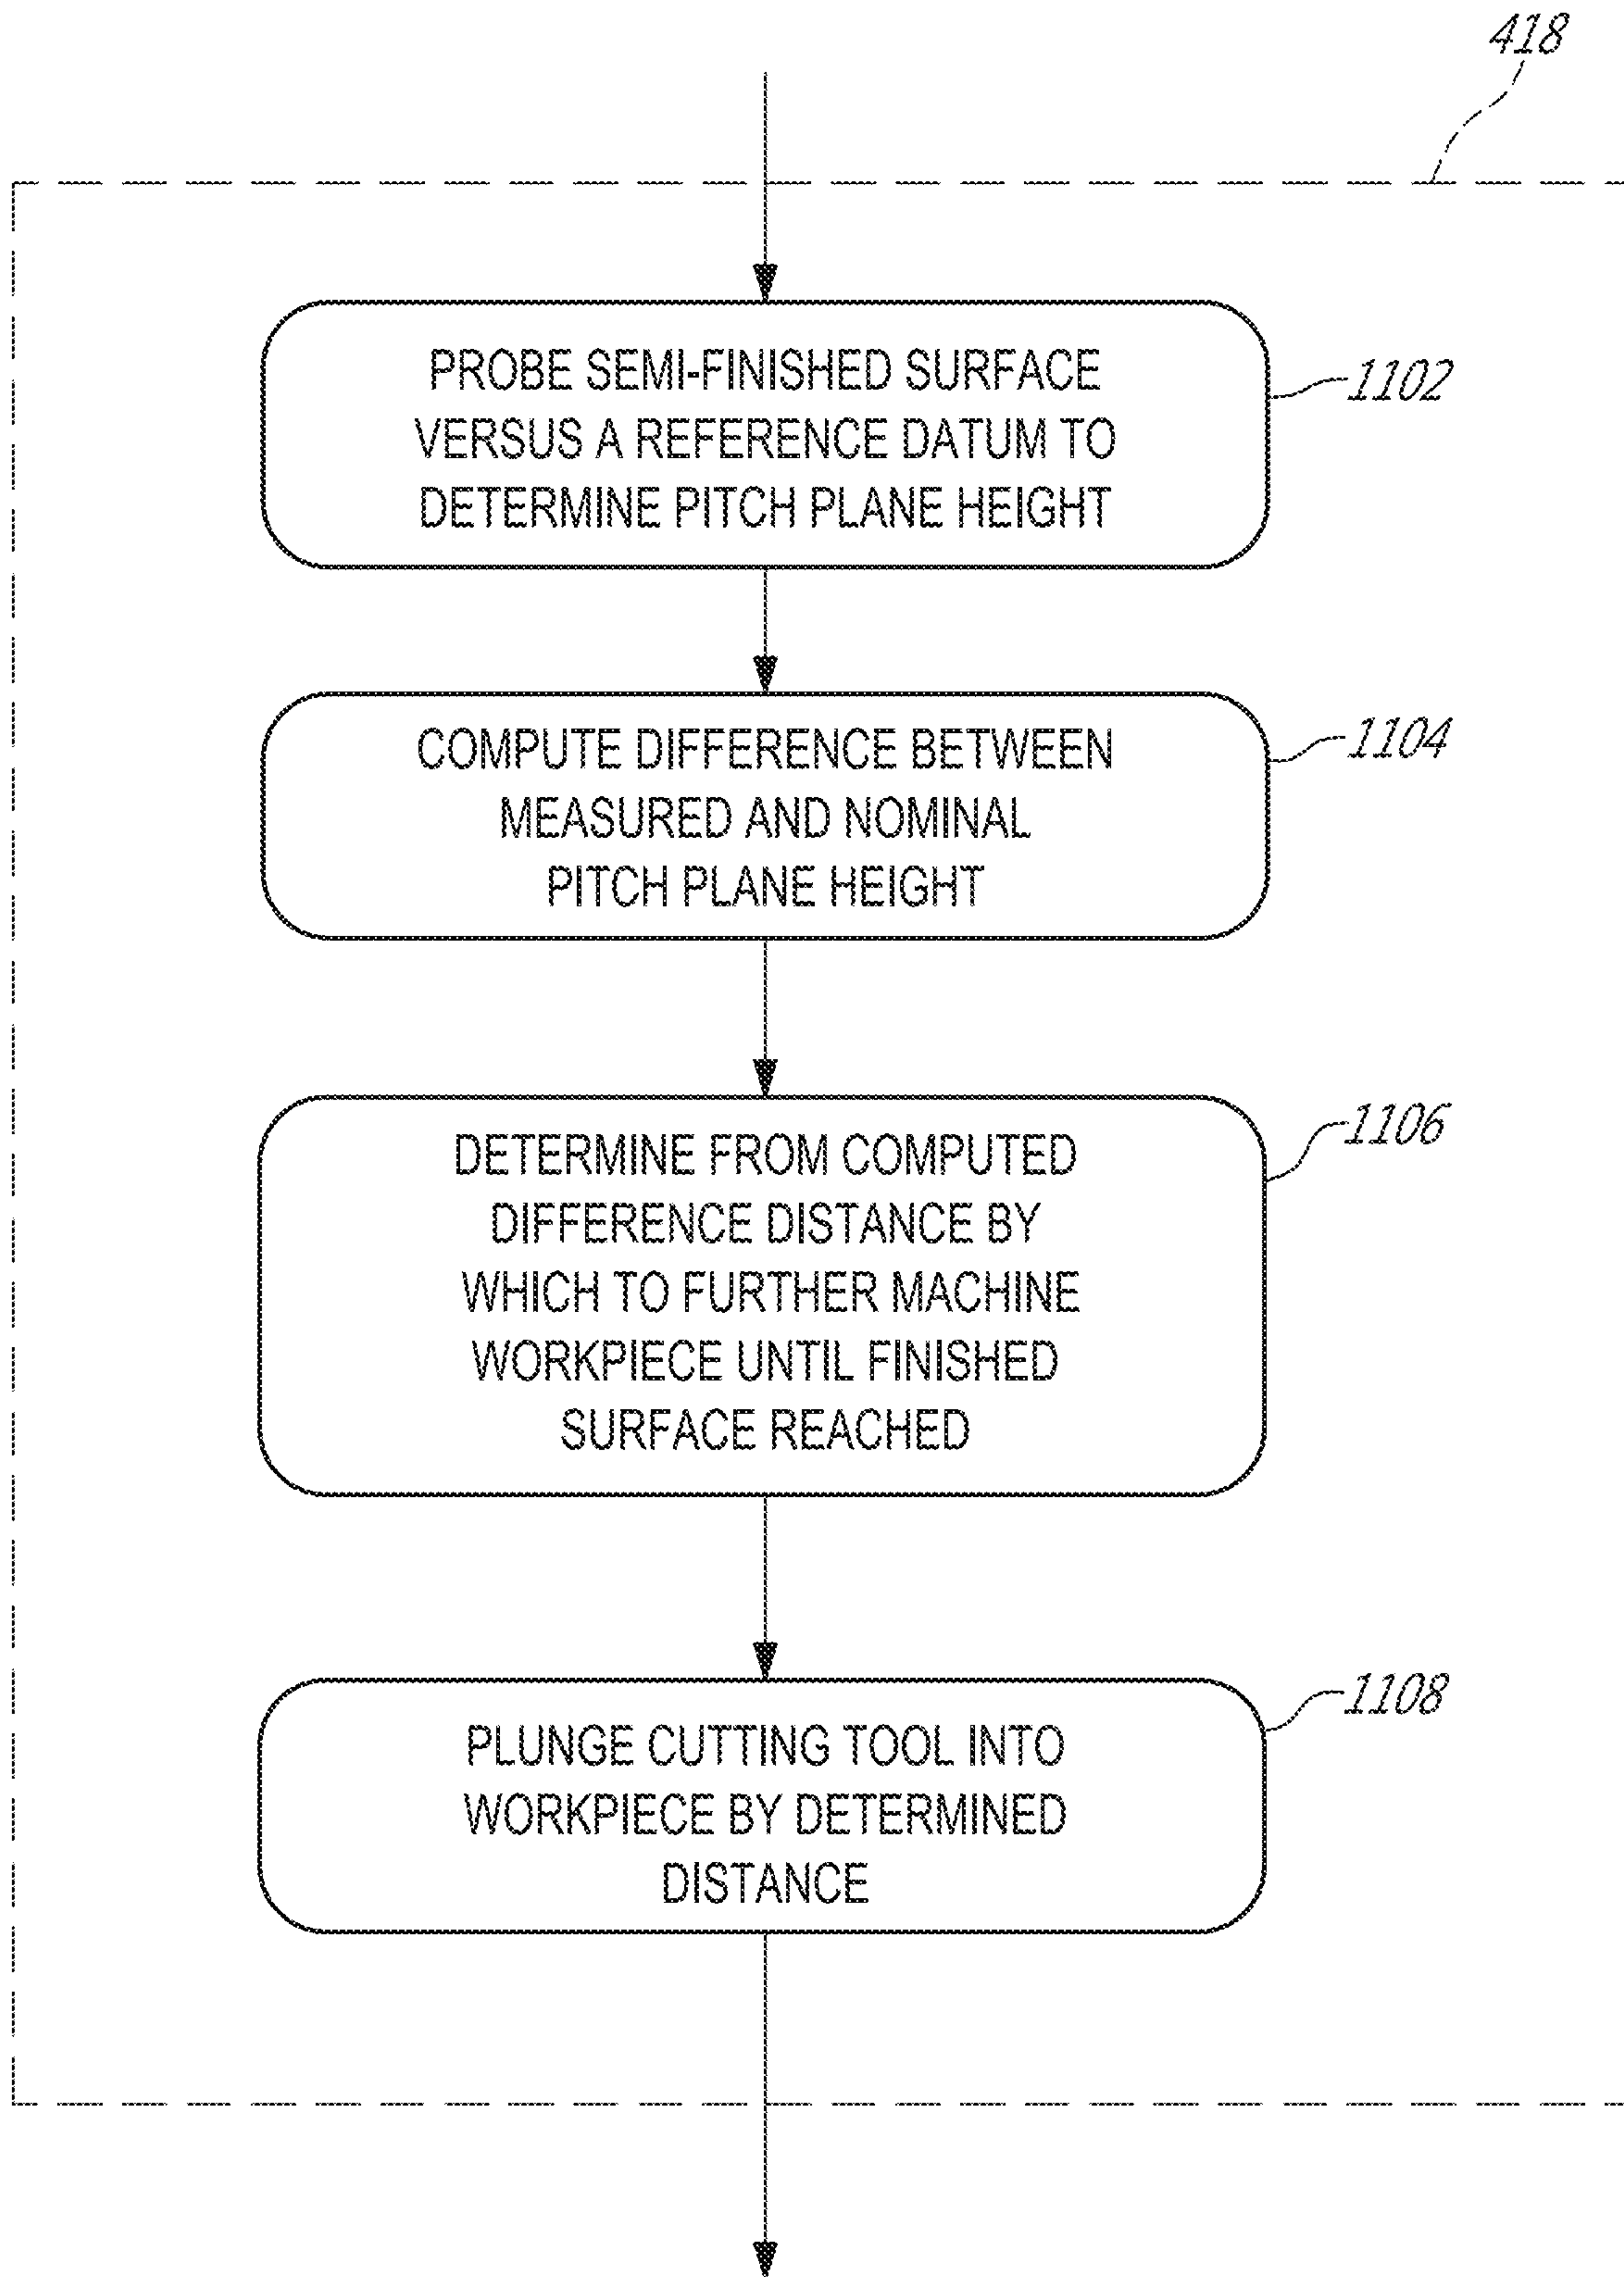 418
PROBE SEMI-FINISHED SURFACE
VERSUS A REFERENCE DATUM TO
DETERMINE PITCH PLANE HEIGHT
1102
COMPUTE DIFFERENCE BETWEEN
MEASURED AND NOMINAL
PITCH PLANE HEIGHT
1104
DETERMINE FROM COMPUTED
DIFFERENCE DISTANCE BY
WHICH TO FURTHER MACHINE
WORKPIECE UNTIL FINISHED
SURFACE REACHED
1106
PLUNGE CUTTING TOOL INTO
WORKPIECE BY DETERMINED
DISTANCE
1108